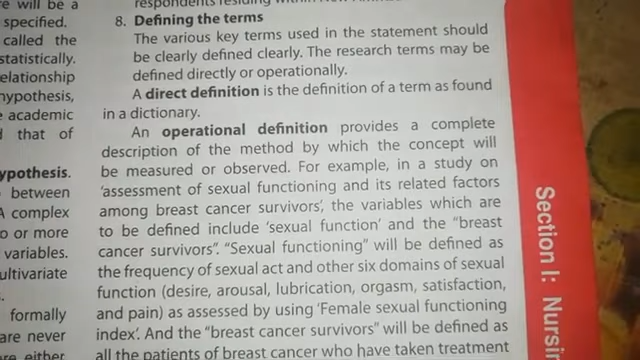 e will be a
specified.
called the
statistically.
elationship
hypothesis,
academic
that of
ypothesis.
between
A complex
o or more
variables.
ultivariate
formally
are never
are either
respondents residing within New
8. Defining the terms
The various key terms used in the statement should
be clearly defined clearly. The research terms may be
defined directly or operationally.
A direct definition is the definition of a term as found
in a dictionary.
An operational definition provides a complete
description of the method by which the concept will
be measured or observed. For example, in a study on
'assessment of sexual functioning and its related factors
among breast cancer survivors', the variables which are
to be defined include 'sexual function' and the "breast
cancer survivors". "Sexual functioning" will be defined as
the frequency of sexual act and other six domains of sexual
function (desire, arousal, lubrication, orgasm, satisfaction,
and pain) as assessed by using 'Female sexual functioning
index'. And the "breast cancer survivors" will be defined as
all the patients of breast cancer who have taken treatment
Section I: Nursin